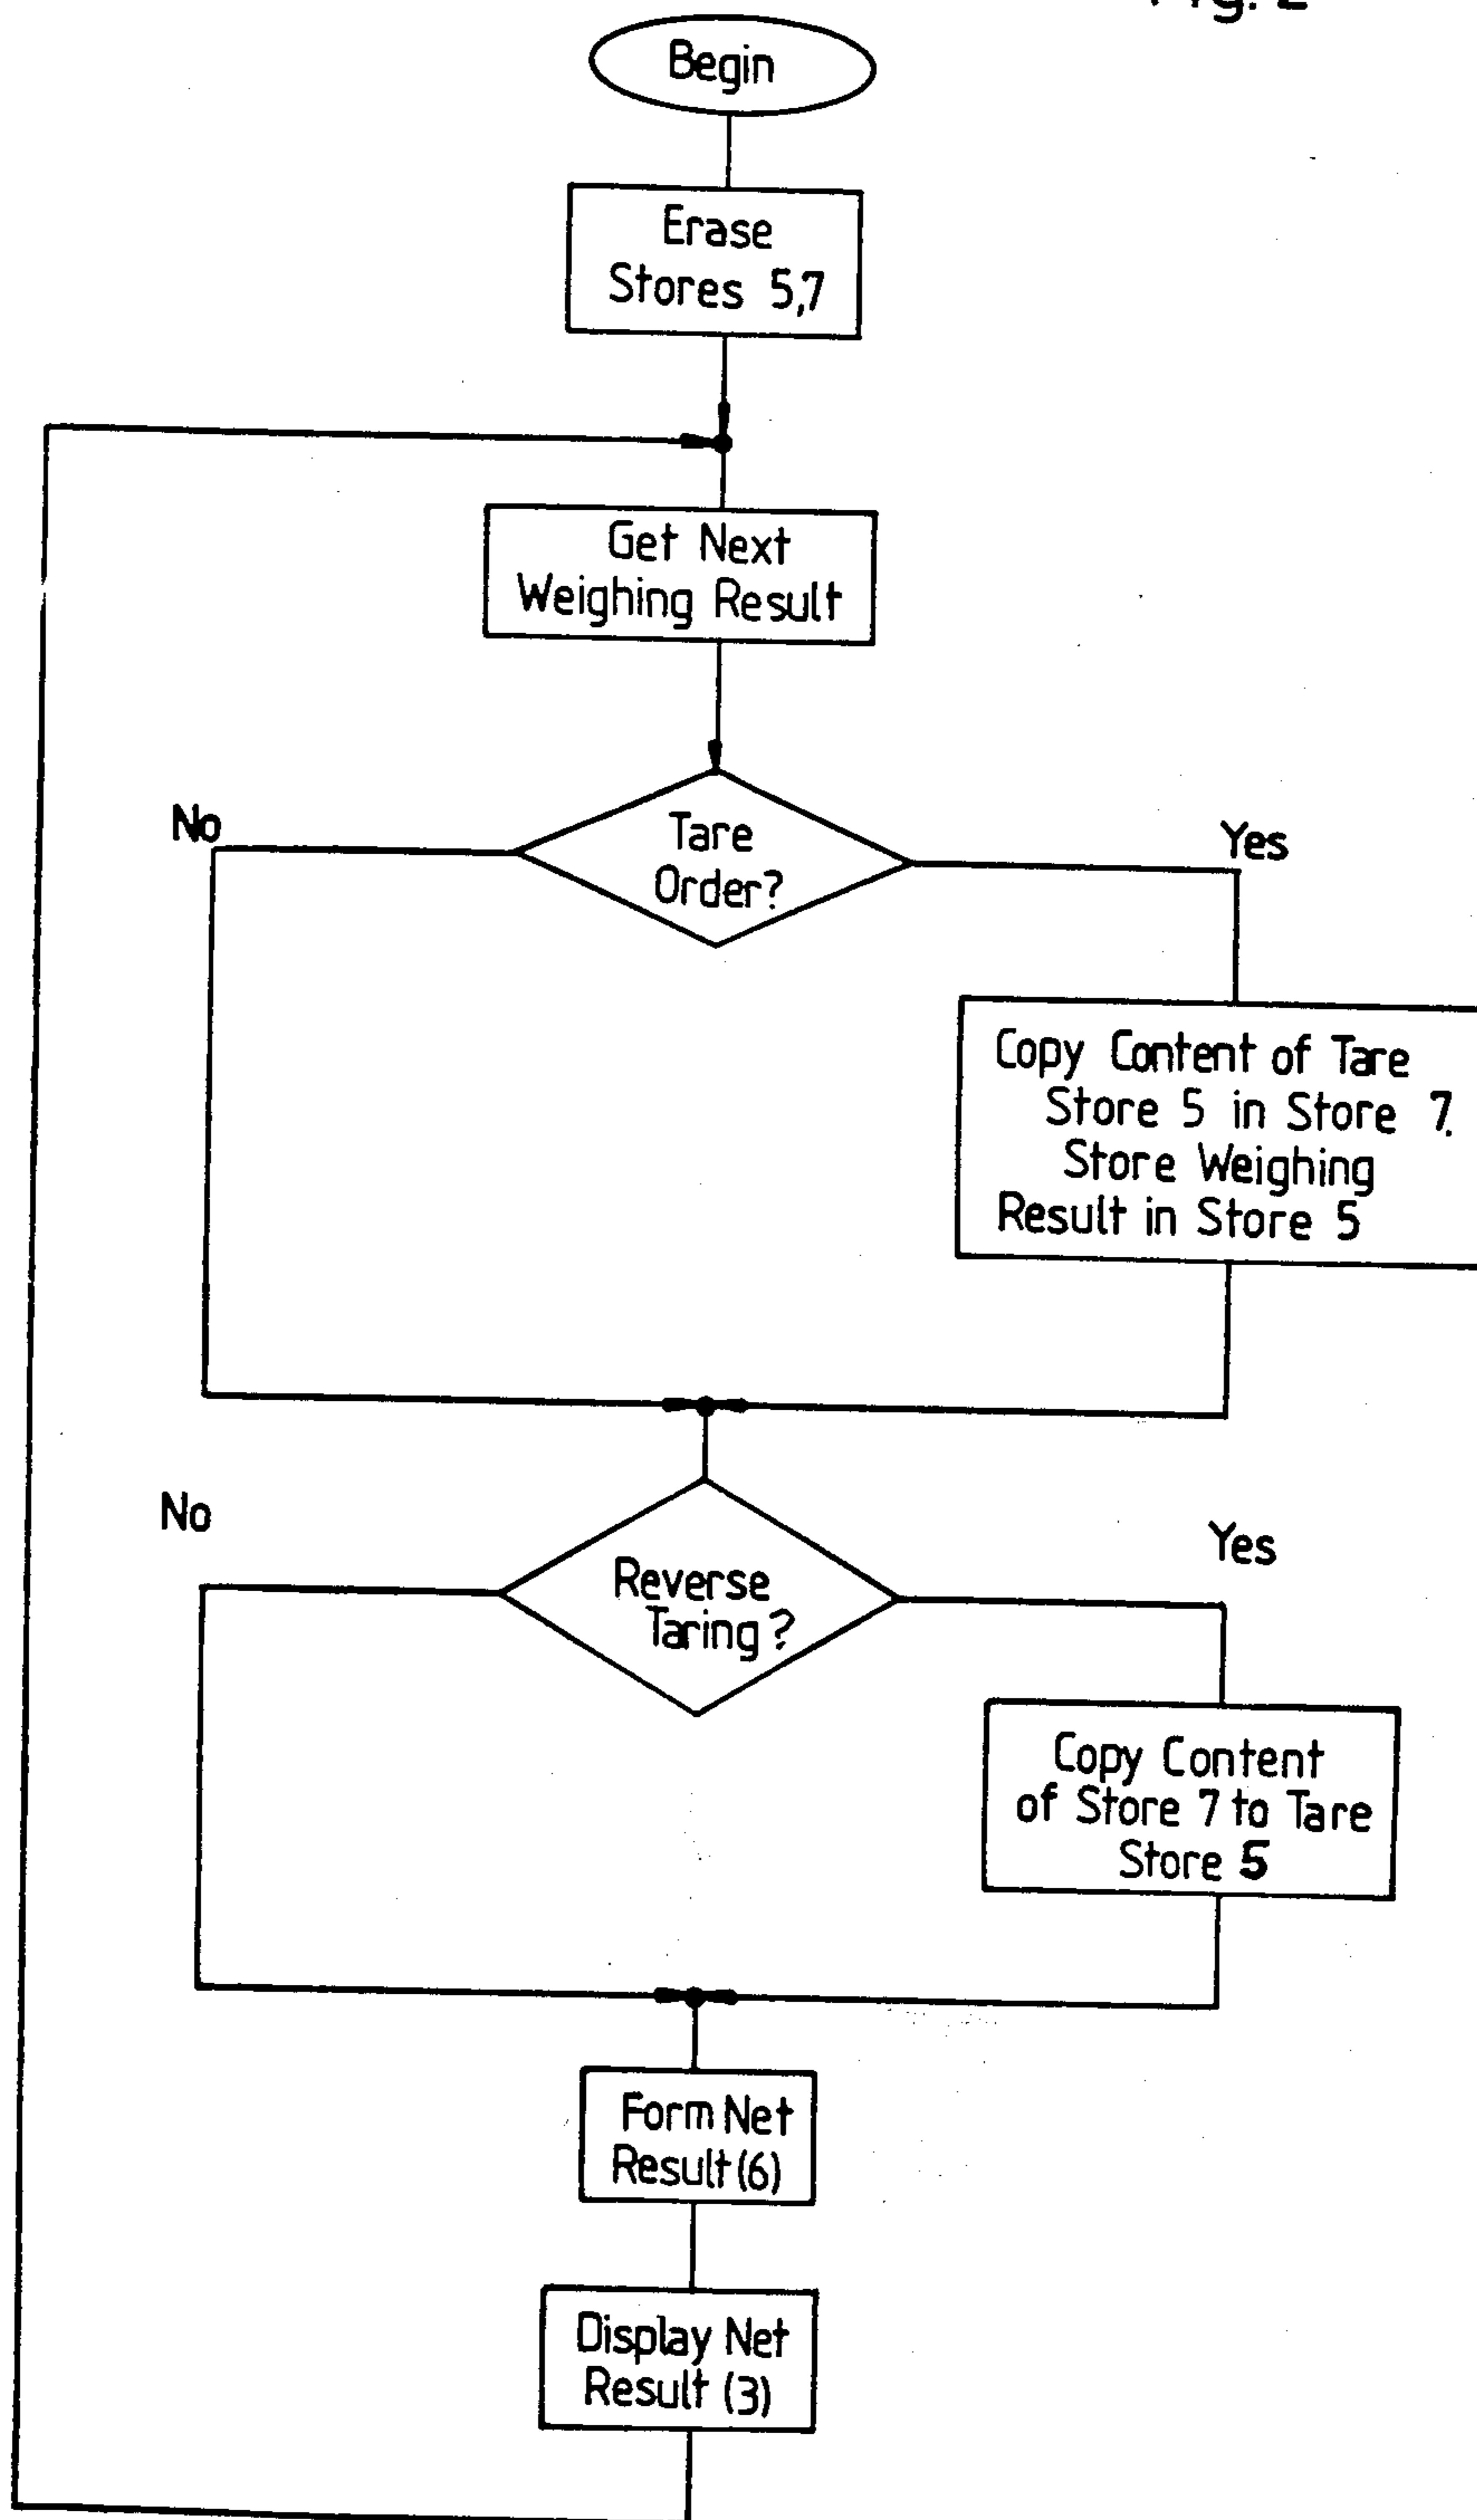 Fig. 2
Begin
Erase
Stores 5,7
Get Next
Weighing Result
No
Tare
Order?
Yes
Copy Content of Tare
Store 5 in Store 7.
Store Weighing
Result in Store 5
No
Reverse
Taring?
Yes
Copy Content
of Store 7 to Tare
Store 5
Form Net
Result (6)
Display Net
Result (3)